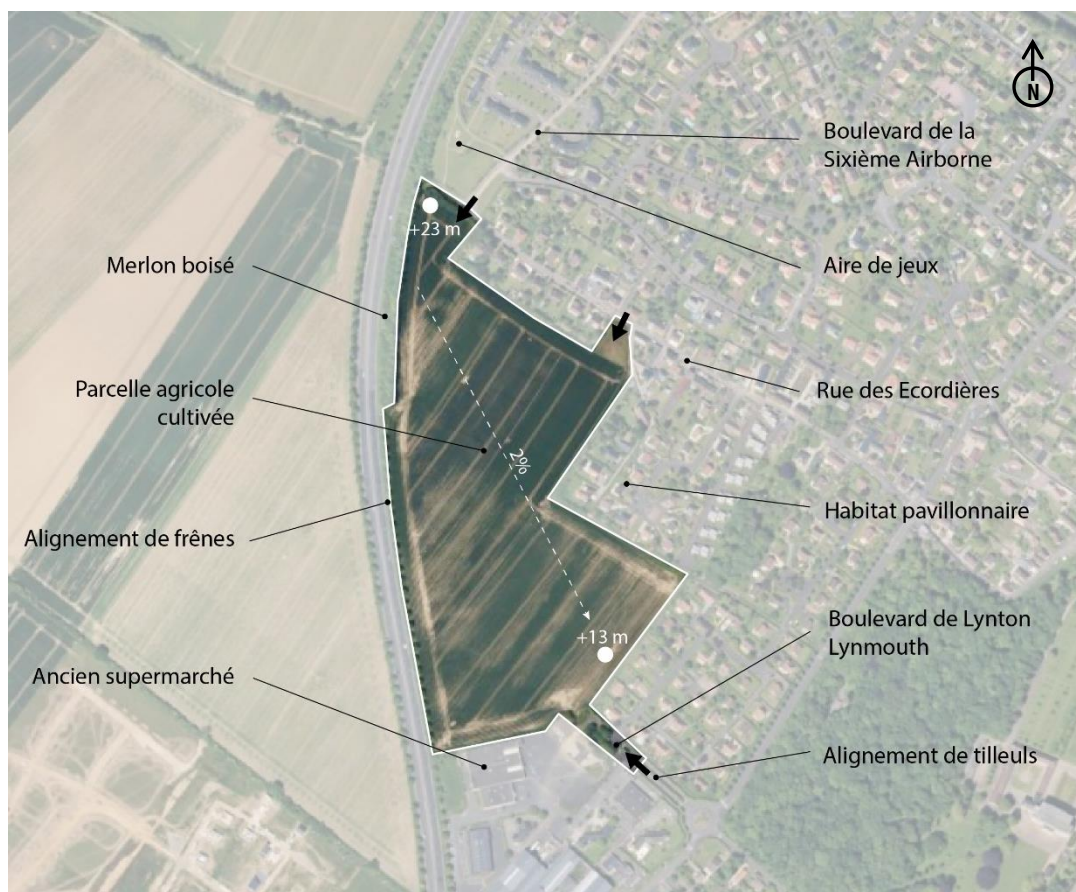 N
Boulevard de la
Sixième Airborne
+23 m
Merlon boisé
Aire de jeux
Parcelle agricole
cultivée
Rue des Ecordières
2%
Habitat pavillonnaire
Alignement de frênes
Boulevard de Lynton
Lynmouth
+13 m
Ancien supermarché
Alignement de tilleuls